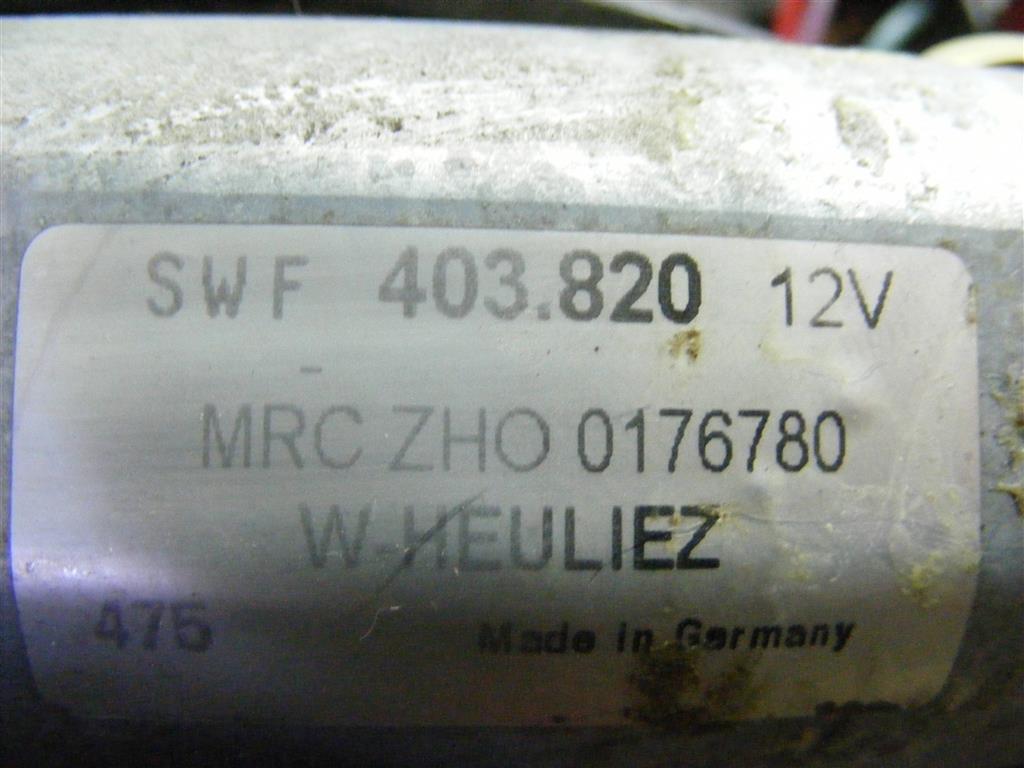 SWF 403.820 12V
-
MRC ZHO 0176780
W-HEULIEZ
475 Made in Germany